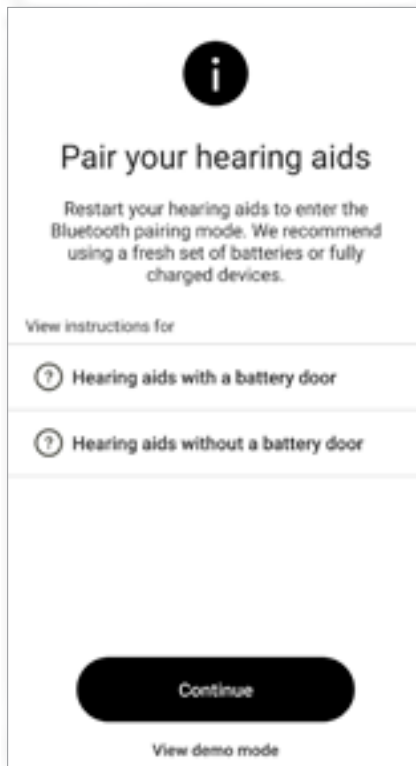 Pair your hearing aids
Restart your hearing aids to enter the
Bluetooth pairing mode. We recommend
using a fresh set of batteries or fully
charged devices.
View instructions for
Hearing aids with a battery door
Hearing aids without a battery door
Continue
View demo mode